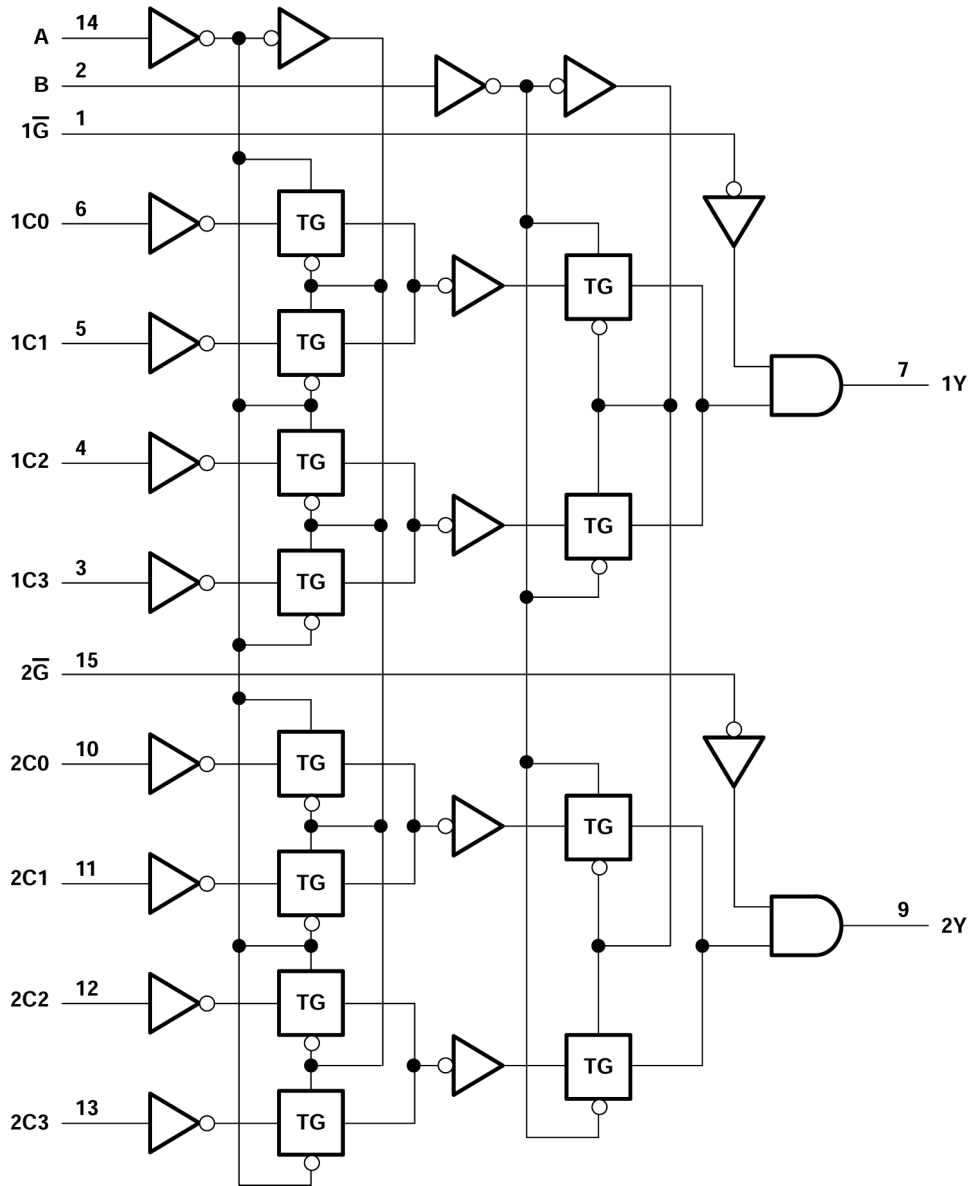 A 14
B 2
1G̅ 1
1C0 6 TG
TG
1C1 5 TG
7 1Y
1C2 4 TG
TG
1C3 3 TG
2G̅ 15
2C0 10 TG
TG
2C1 11 TG
9 2Y
2C2 12 TG
TG
2C3 13 TG